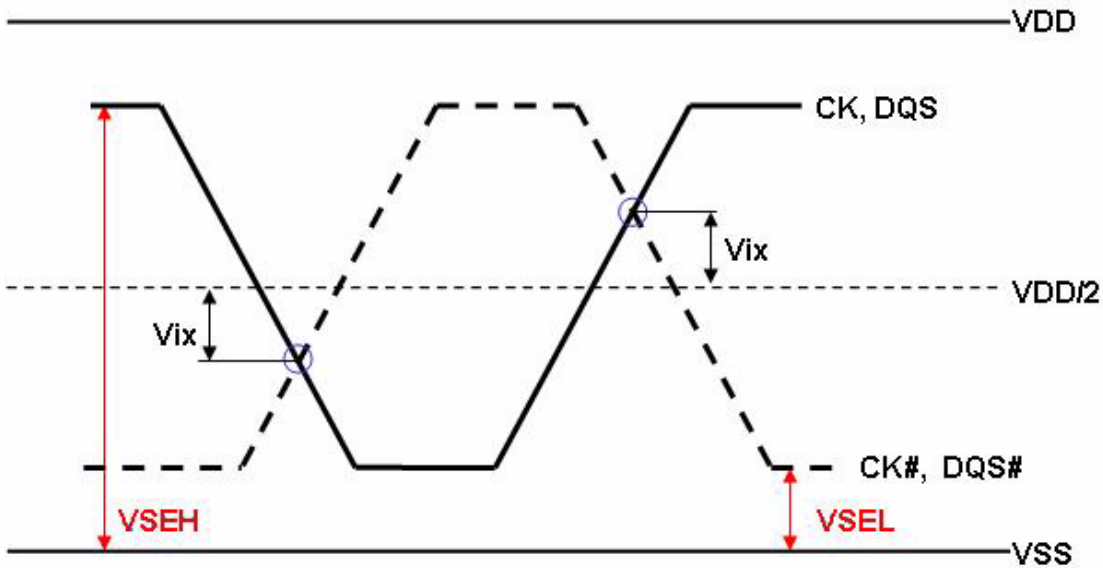 VDD
CK, DQS
Vix
VDD/2
Vix
CK#, DQS#
VSEH
VSEL
VSS